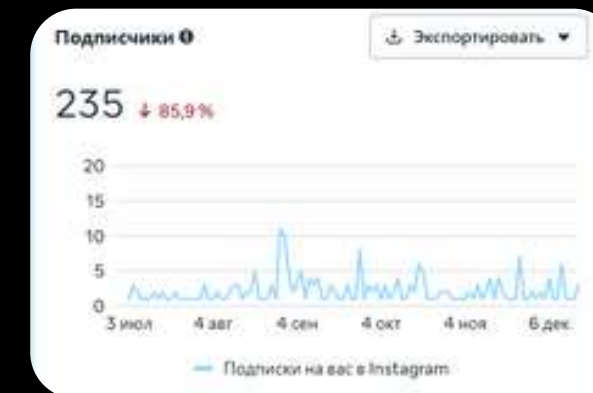 Подписчики
Экспортировать
235 ↓ 85,9%
20
15
10
5
0
3 июл 4 авг 4 сен 4 окт 4 ноя 6 дек
Подписки на вас в Instagram